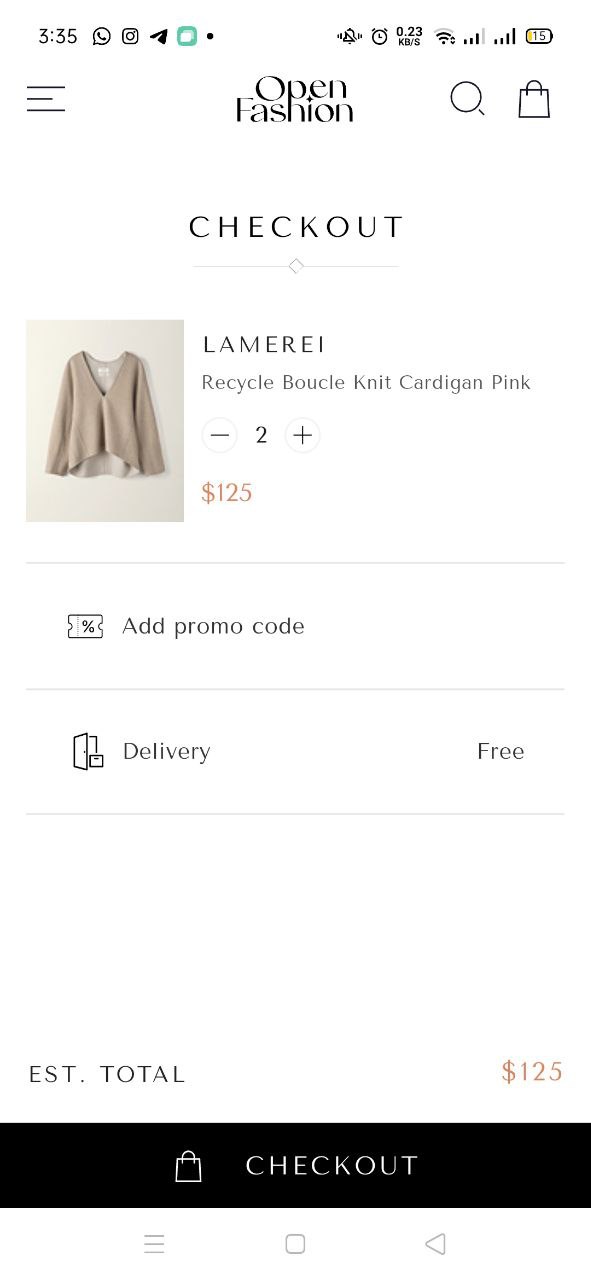 3:35 0.23 KB/S 15
Open
Fashion
CHECKOUT
LAMEREI
Recycle Boucle Knit Cardigan Pink
2
$125
% Add promo code
Delivery Free
EST. TOTAL $125
CHECKOUT